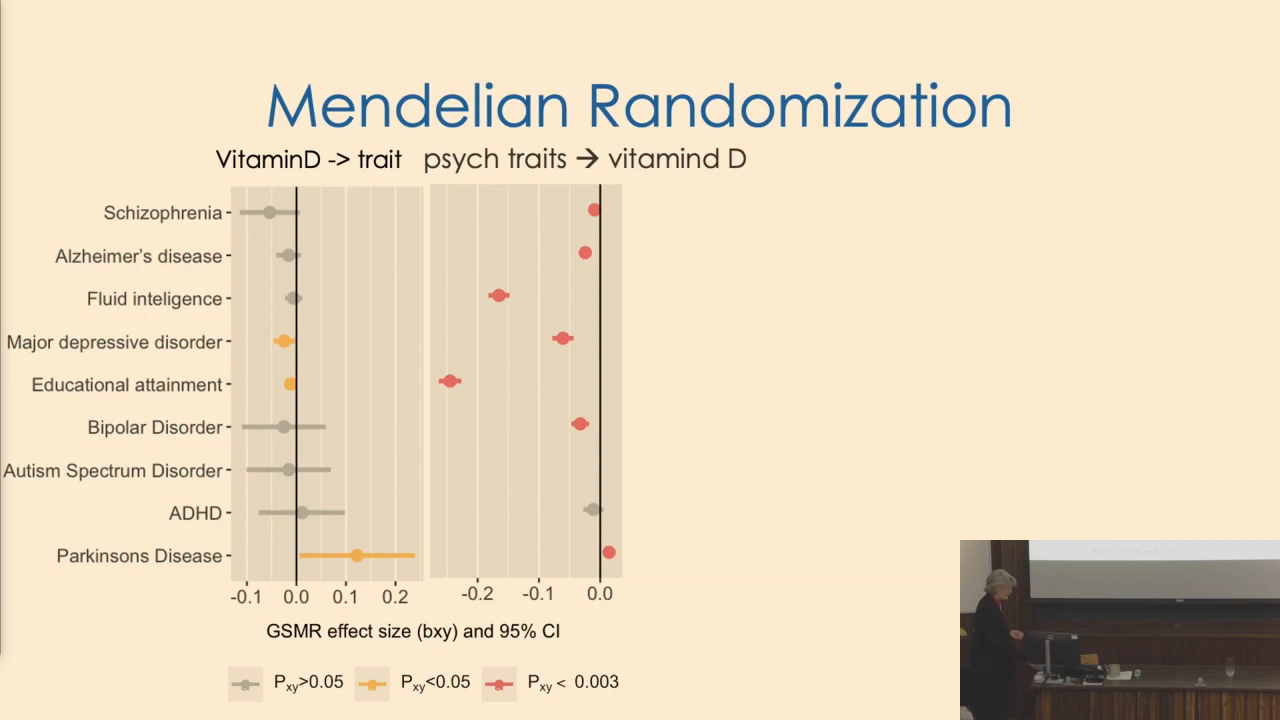 Mendelian Randomization
VitaminD -> trait
psych traits → vitamind D
Schizophrenia
Alzheimer's disease
Fluid inteligence
Major depressive disorder
Educational attainment
Bipolar Disorder
Autism Spectrum Disorder
ADHD
Parkinsons Disease
-0.1 0.0 0.1 0.2
-0.2 -0.1 0.0
GSMR effect size (bxy) and 95% CI
Pxy>0.05 Pxy<0.05 Pxy< 0.003